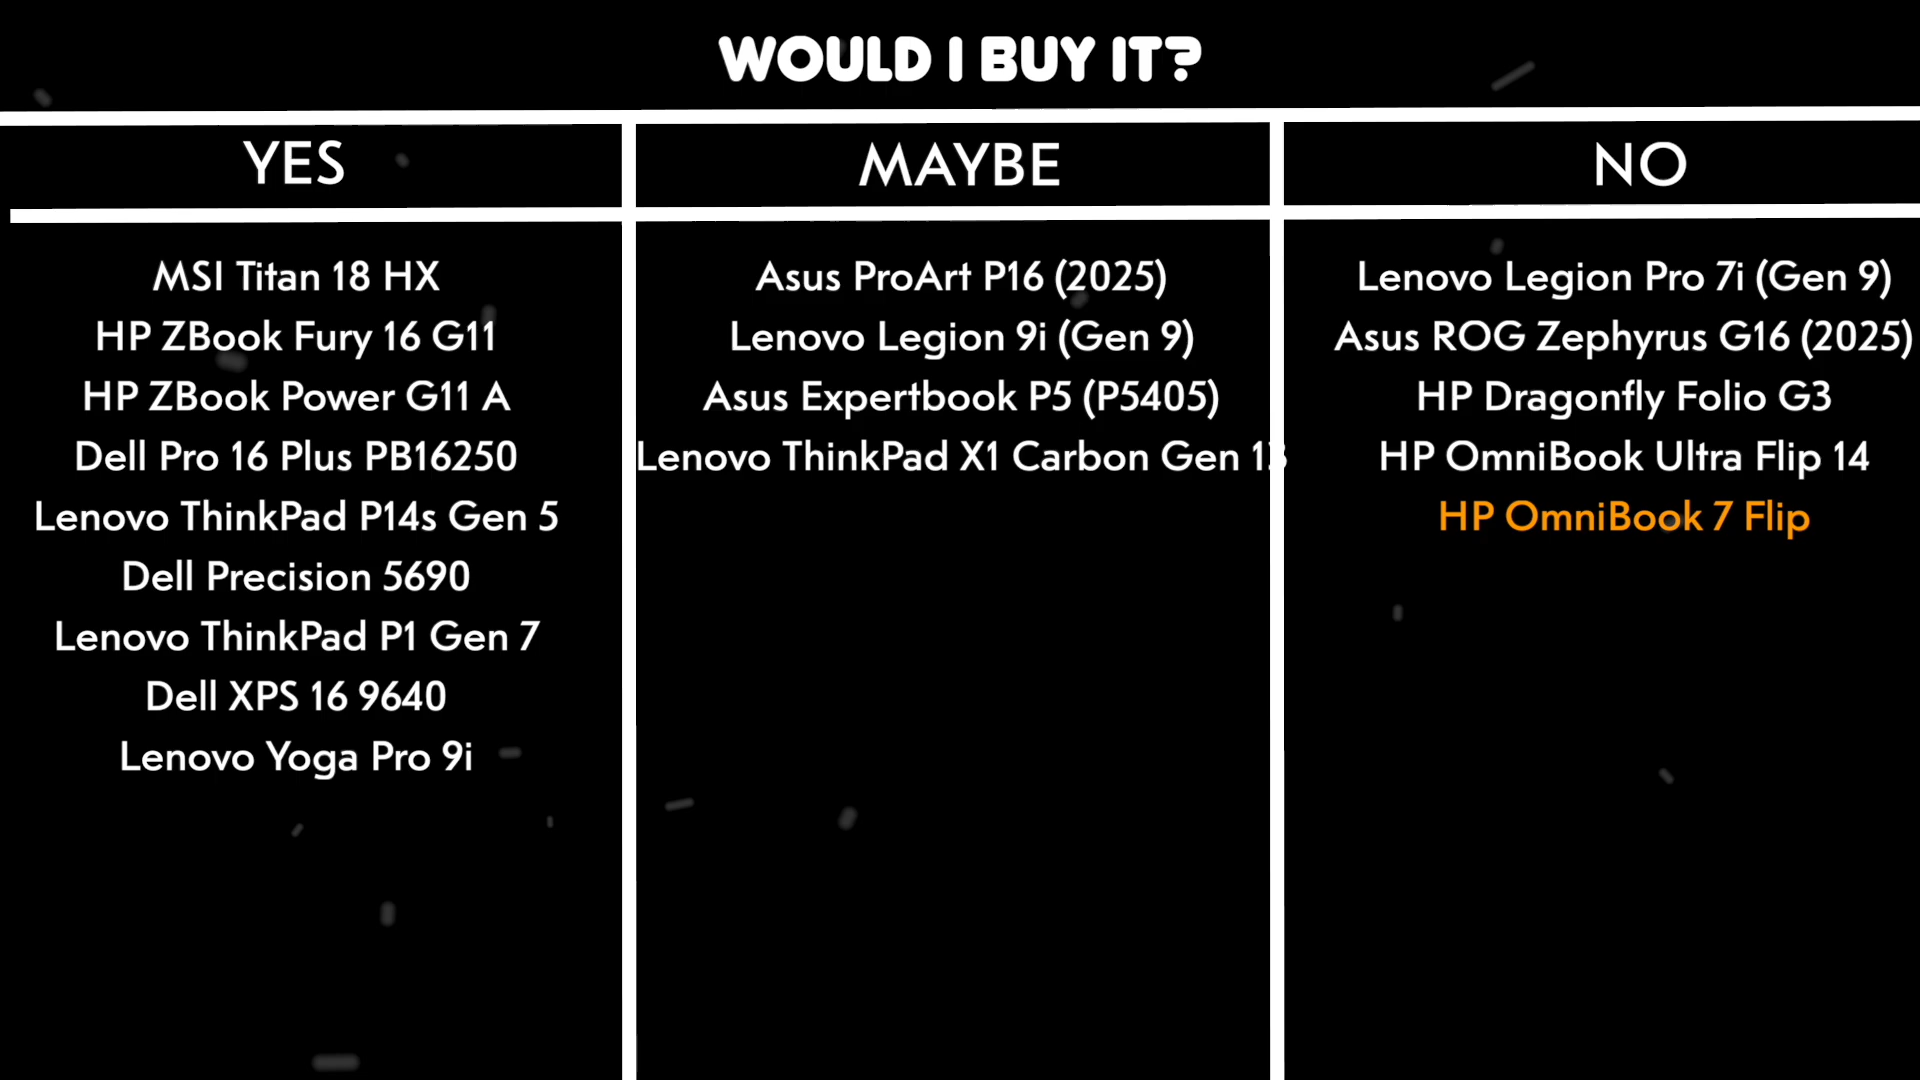 WOULD I BUY IT?
YES
MAYBE
NO
MSI Titan 18 HX
HP ZBook Fury 16 G11
HP ZBook Power G11 A
Dell Pro 16 Plus PB16250
Lenovo ThinkPad P14s Gen 5
Dell Precision 5690
Lenovo ThinkPad P1 Gen 7
Dell XPS 16 9640
Lenovo Yoga Pro 9i
Asus ProArt P16 (2025)
Lenovo Legion 9i (Gen 9)
Asus Expertbook P5 (P5405)
Lenovo ThinkPad X1 Carbon Gen 13
Lenovo Legion Pro 7i (Gen 9)
Asus ROG Zephyrus G16 (2025)
HP Dragonfly Folio G3
HP OmniBook Ultra Flip 14
HP OmniBook 7 Flip